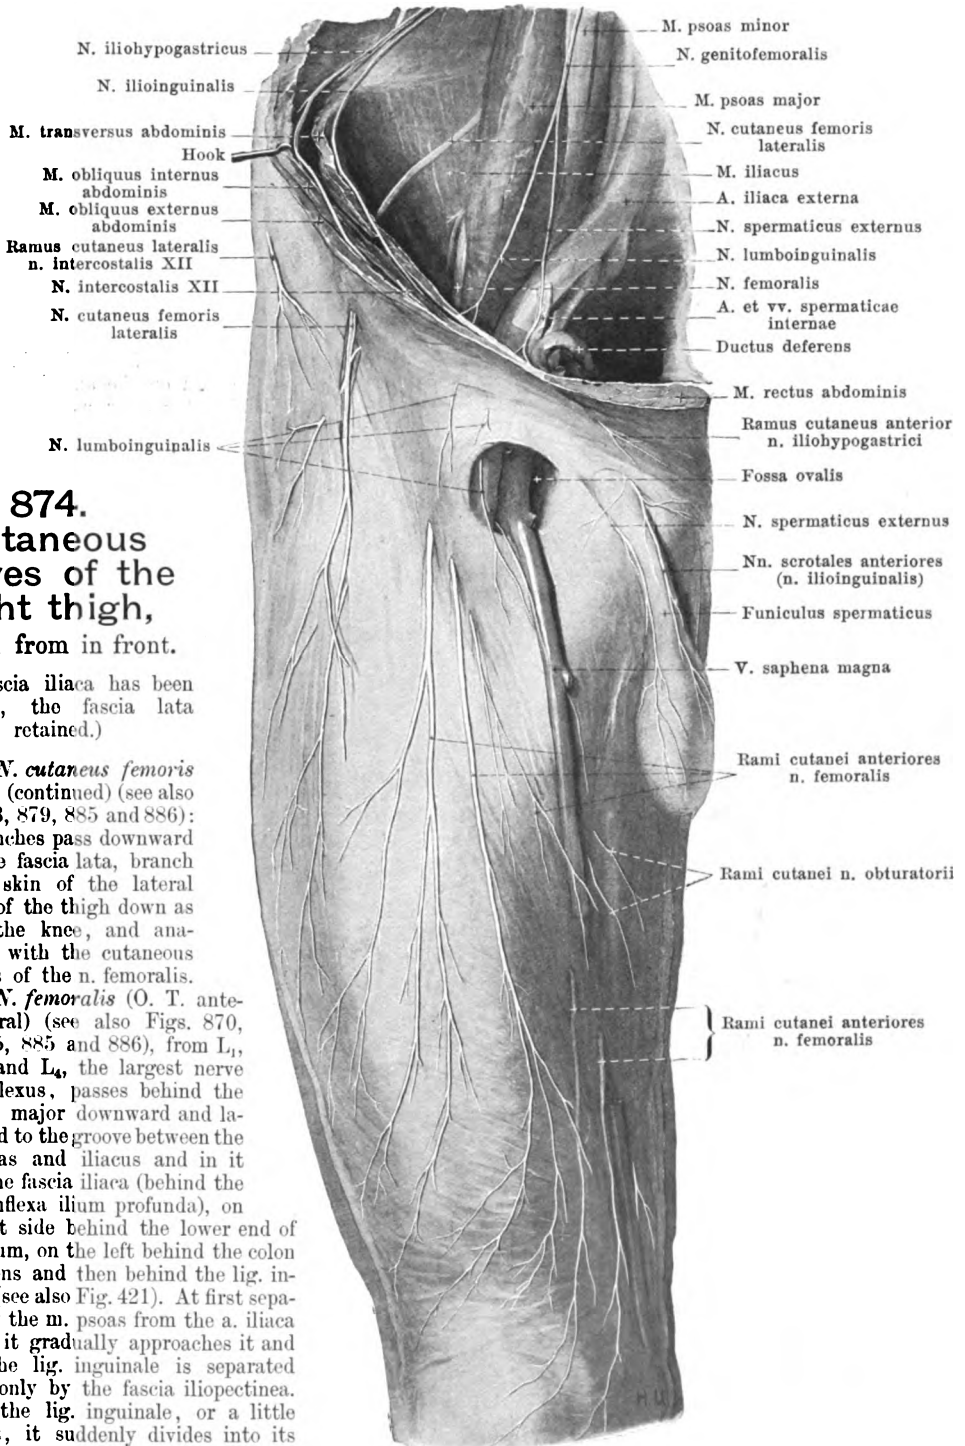 N. iliohypogastricus
N. ilioinguinalis
M. transversus abdominis
Hook
M. obliquus internus
abdominis
M. obliquus externus
abdominis
Ramus cutaneus lateralis
n. intercostalis XII
N. intercostalis XII
N. cutaneus femoris
lateralis
N. lumboinguinalis
M. psoas minor
N. genitofemoralis
M. psoas major
N. cutaneus femoris
lateralis
M. iliacus
A. iliaca externa
N. spermaticus externus
N. lumboinguinalis
N. femoralis
A. et vv. spermaticae
internae
Ductus deferens
M. rectus abdominis
Ramus cutaneus anterior
n. iliohypogastrici
Fossa ovalis
N. spermaticus externus
Nn. scrotales anteriores
(n. ilioinguinalis)
Funiculus spermaticus
V. saphena magna
Rami cutanei anteriores
n. femoralis
Rami cutanei n. obturatorii
Rami cutanei anteriores
n. femoralis
874.
taneous
es of the
ht thigh,
from in front.
scia iliaca has been
, the fascia lata
retained.)
N. cutaneus femoris
(continued) (see also
, 879, 885 and 886):
nches pass downward
e fascia lata, branch
skin of the lateral
of the thigh down as
the knee, and ana-
with the cutaneous
s of the n. femoralis.
N. femoralis (O. T. ante-
ral) (see also Figs. 870,
, 885 and 886), from L₁,
and L₄, the largest nerve
lexus, passes behind the
major downward and la-
d to the groove between the
as and iliacus and in it
he fascia iliaca (behind the
nflexa ilium profunda), on
t side behind the lower end of
um, on the left behind the colon
ns and then behind the lig. in-
(see also Fig. 421). At first sepa-
the m. psoas from the a. iliaca
it gradually approaches it and
he lig. inguinale is separated
only by the fascia iliopectinea.
the lig. inguinale, or a little
, it suddenly divides into its